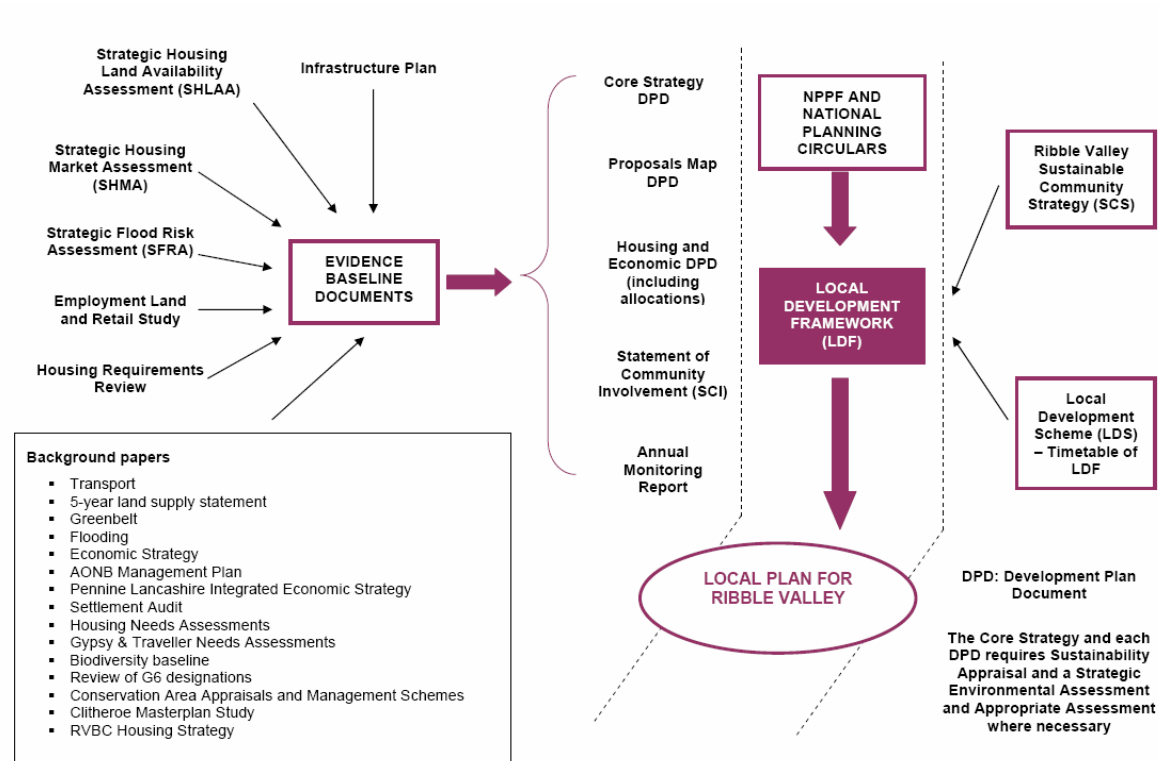 Strategic Housing
Land Availability
Assessment (SHLAA)
Infrastructure Plan
Strategic Housing
Market Assessment
(SHMA)
Strategic Flood Risk
Assessment (SFRA)
Employment Land
and Retail Study
Housing Requirements
Review
EVIDENCE
BASELINE
DOCUMENTS
Background papers
▪ Transport
▪ 5-year land supply statement
▪ Greenbelt
▪ Flooding
▪ Economic Strategy
▪ AONB Management Plan
▪ Pennine Lancashire Integrated Economic Strategy
▪ Settlement Audit
▪ Housing Needs Assessments
▪ Gypsy & Traveller Needs Assessments
▪ Biodiversity baseline
▪ Review of G6 designations
▪ Conservation Area Appraisals and Management Schemes
▪ Clitheroe Masterplan Study
▪ RVBC Housing Strategy
Core Strategy
DPD
Proposals Map
DPD
Housing and
Economic DPD
(including
allocations)
Statement of
Community
Involvement (SCI)
Annual
Monitoring
Report
NPPF AND
NATIONAL
PLANNING
CIRCULARS
LOCAL
DEVELOPMENT
FRAMEWORK
(LDF)
LOCAL PLAN FOR
RIBBLE VALLEY
Ribble Valley
Sustainable
Community
Strategy (SCS)
Local
Development
Scheme (LDS)
– Timetable of
LDF
DPD: Development Plan
Document
The Core Strategy and each
DPD requires Sustainability
Appraisal and a Strategic
Environmental Assessment
and Appropriate Assessment
where necessary